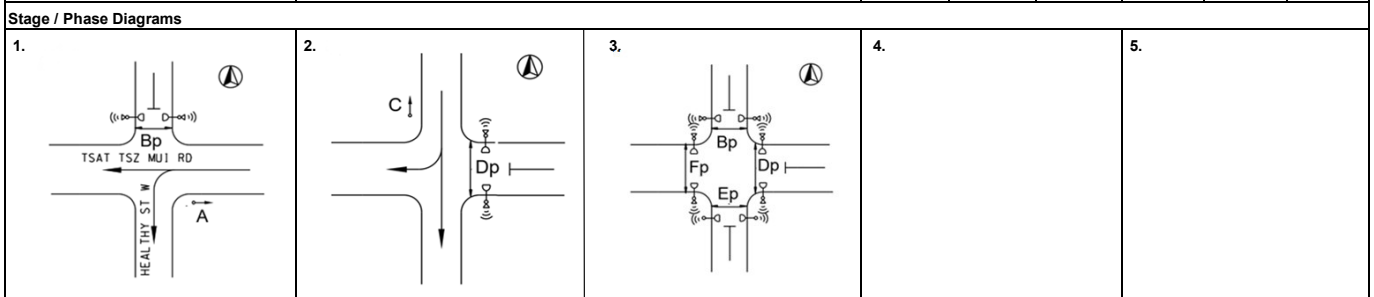 Stage / Phase Diagrams
1.
Bp
TSAT TSZ MUI RD
HEALTHY ST W
A
2.
C
Dp
3.
Bp
Fp
Dp
Ep
4.
5.